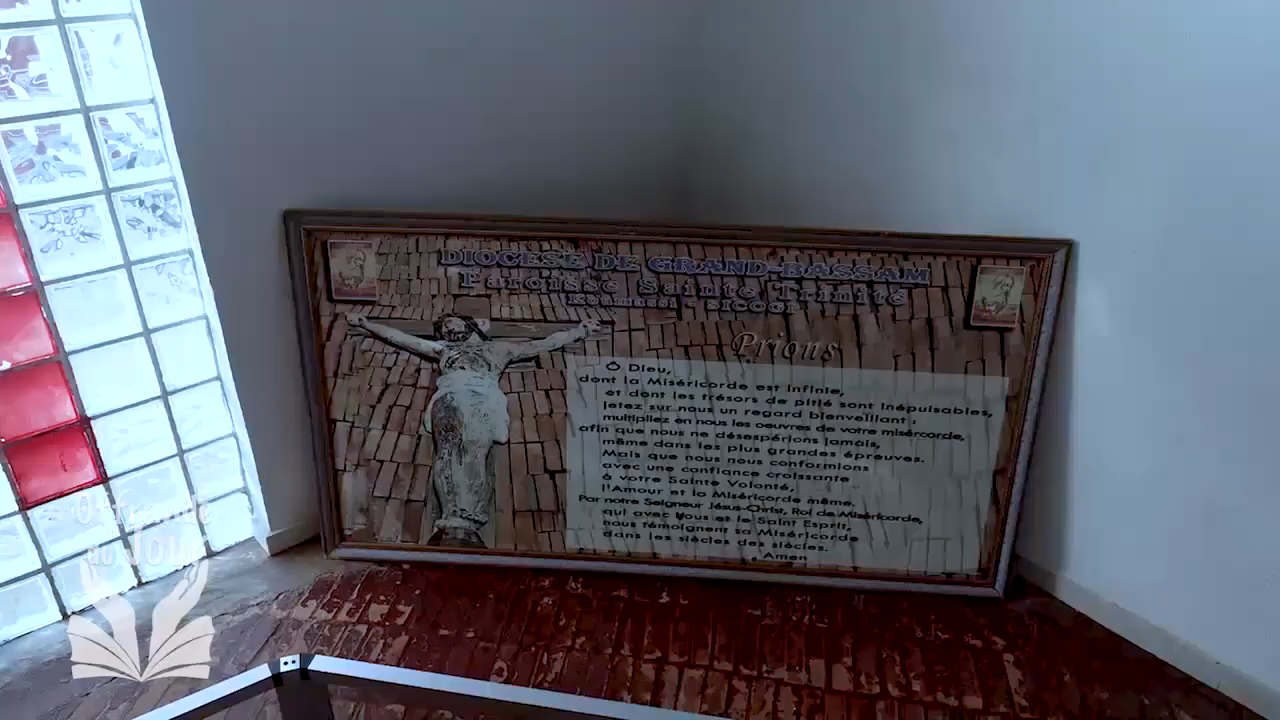 DIOCESE DE GRAND-BASSAM
Paroisse Sainte Trinité
Koumassi - SICOGI
Prions
Ô Dieu,
dont la Miséricorde est infinie,
et dont les trésors de pitié sont inépuisables,
jetez sur nous un regard bienveillant :
multipliez en nous les oeuvres de votre miséricorde,
afin que nous ne désespérions jamais,
même dans les plus grandes épreuves.
Mais que nous nous conformions
avec une confiance croissante
à votre Sainte Volonté,
l'Amour et la Miséricorde même.
Par notre Seigneur Jésus-Christ, Roi de Miséricorde,
qui avec Vous et le Saint Esprit,
nous témoignent sa Miséricorde
dans les siècles des siècles.
Amen
du Jour